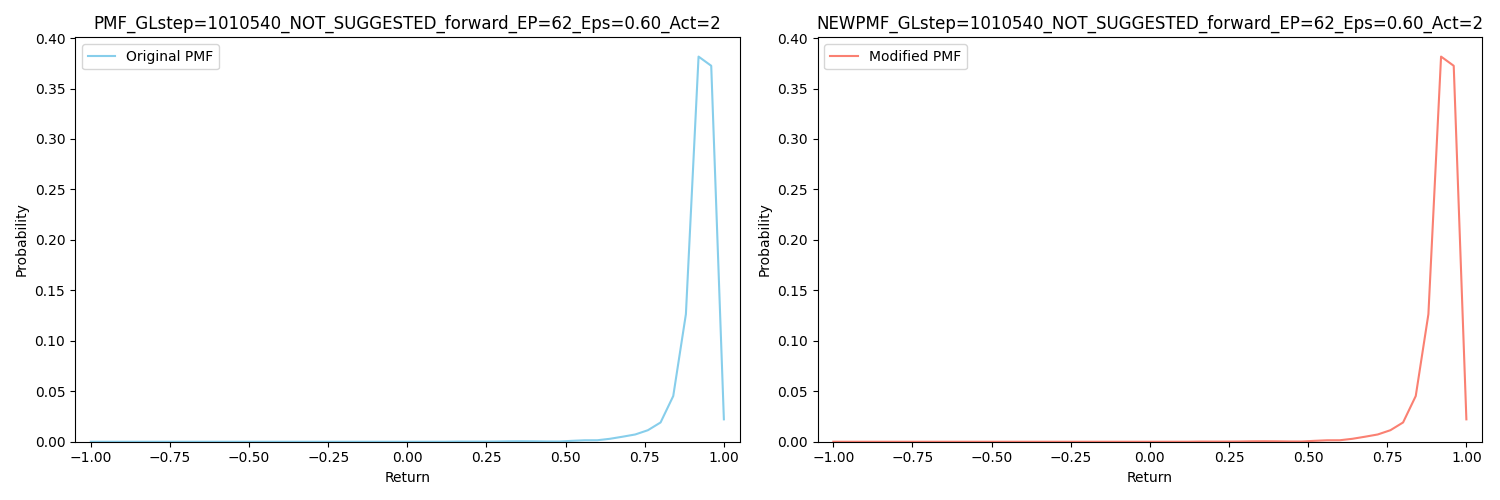 PMF_GLstep=1010540_NOT_SUGGESTED_forward_EP=62_Eps=0.60_Act=2
Original PMF
0.40
0.35
0.30
0.25
0.20
0.15
0.10
0.05
0.00
Probability
−1.00 −0.75 −0.50 −0.25 0.00 0.25 0.50 0.75 1.00
Return
NEWPMF_GLstep=1010540_NOT_SUGGESTED_forward_EP=62_Eps=0.60_Act=2
Modified PMF
0.40
0.35
0.30
0.25
0.20
0.15
0.10
0.05
0.00
Probability
−1.00 −0.75 −0.50 −0.25 0.00 0.25 0.50 0.75 1.00
Return